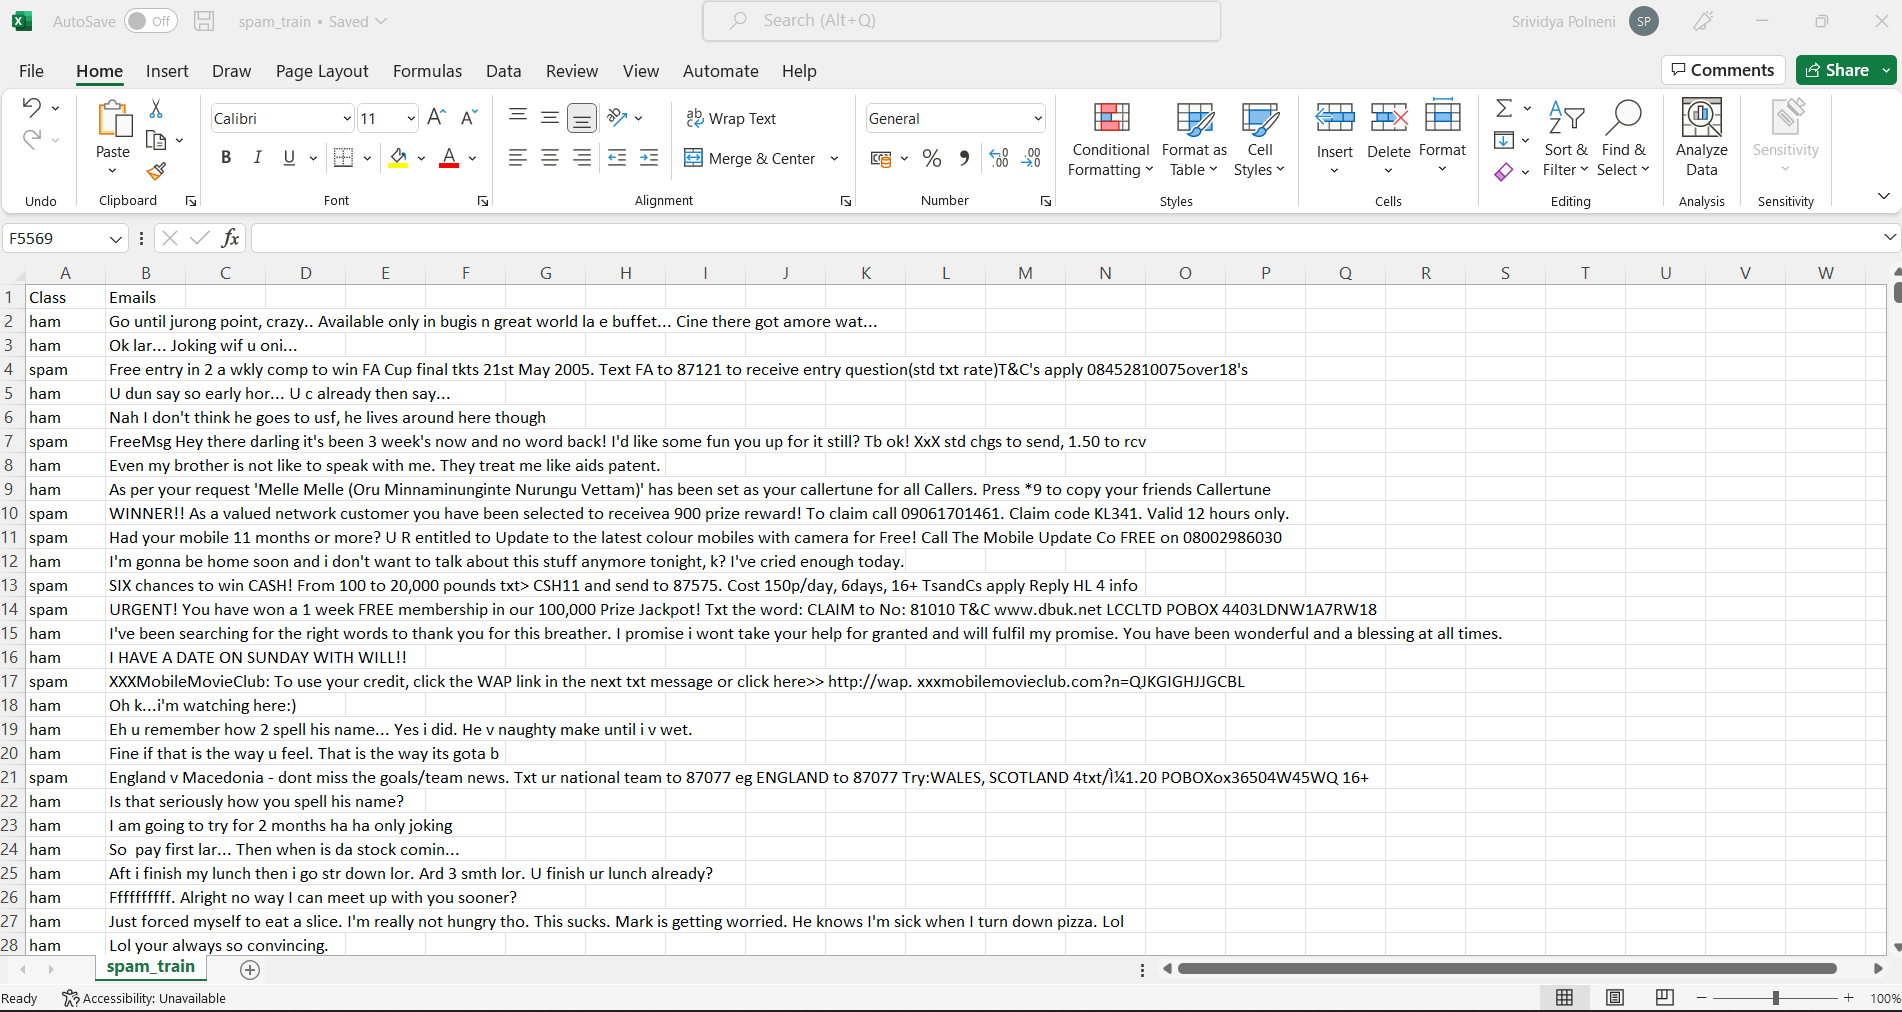 AutoSave Off spam_train • Saved Search (Alt+Q) Srividya Polneni SP
File Home Insert Draw Page Layout Formulas Data Review View Automate Help Comments Share
Calibri 11 Wrap Text General
Paste B I U Merge & Center % Conditional Formatting Format as Table Cell Styles Insert Delete Format Sort & Filter Find & Select Analyze Data Sensitivity
Undo Clipboard Font Alignment Number Styles Cells Editing Analysis Sensitivity
F5569 fx
A B C D E F G H I J K L M N O P Q R S T U V W
1 Class Emails
2 ham Go until jurong point, crazy.. Available only in bugis n great world la e buffet... Cine there got amore wat...
3 ham Ok lar... Joking wif u oni...
4 spam Free entry in 2 a wkly comp to win FA Cup final tkts 21st May 2005. Text FA to 87121 to receive entry question(std txt rate)T&C's apply 08452810075over18's
5 ham U dun say so early hor... U c already then say...
6 ham Nah I don't think he goes to usf, he lives around here though
7 spam FreeMsg Hey there darling it's been 3 week's now and no word back! I'd like some fun you up for it still? Tb ok! XxX std chgs to send, 1.50 to rcv
8 ham Even my brother is not like to speak with me. They treat me like aids patent.
9 ham As per your request 'Melle Melle (Oru Minnaminunginte Nurungu Vettam)' has been set as your callertune for all Callers. Press *9 to copy your friends Callertune
10 spam WINNER!! As a valued network customer you have been selected to receivea 900 prize reward! To claim call 09061701461. Claim code KL341. Valid 12 hours only.
11 spam Had your mobile 11 months or more? U R entitled to Update to the latest colour mobiles with camera for Free! Call The Mobile Update Co FREE on 08002986030
12 ham I'm gonna be home soon and i don't want to talk about this stuff anymore tonight, k? I've cried enough today.
13 spam SIX chances to win CASH! From 100 to 20,000 pounds txt> CSH11 and send to 87575. Cost 150p/day, 6days, 16+ TsandCs apply Reply HL 4 info
14 spam URGENT! You have won a 1 week FREE membership in our 100,000 Prize Jackpot! Txt the word: CLAIM to No: 81010 T&C www.dbuk.net LCCLTD POBOX 4403LDNW1A7RW18
15 ham I've been searching for the right words to thank you for this breather. I promise i wont take your help for granted and will fulfil my promise. You have been wonderful and a blessing at all times.
16 ham I HAVE A DATE ON SUNDAY WITH WILL!!
17 spam XXXMobileMovieClub: To use your credit, click the WAP link in the next txt message or click here>> http://wap. xxxmobilemovieclub.com?n=QJKGIGHJJGCBL
18 ham Oh k...i'm watching here:)
19 ham Eh u remember how 2 spell his name... Yes i did. He v naughty make until i v wet.
20 ham Fine if that is the way u feel. That is the way its gota b
21 spam England v Macedonia - dont miss the goals/team news. Txt ur national team to 87077 eg ENGLAND to 87077 Try:WALES, SCOTLAND 4txt/Ì¼1.20 POBOXox36504W45WQ 16+
22 ham Is that seriously how you spell his name?
23 ham I am going to try for 2 months ha ha only joking
24 ham So  pay first lar... Then when is da stock comin...
25 ham Aft i finish my lunch then i go str down lor. Ard 3 smth lor. U finish ur lunch already?
26 ham Ffffffffff. Alright no way I can meet up with you sooner?
27 ham Just forced myself to eat a slice. I'm really not hungry tho. This sucks. Mark is getting worried. He knows I'm sick when I turn down pizza. Lol
28 ham Lol your always so convincing.
spam_train
Ready Accessibility: Unavailable 100%